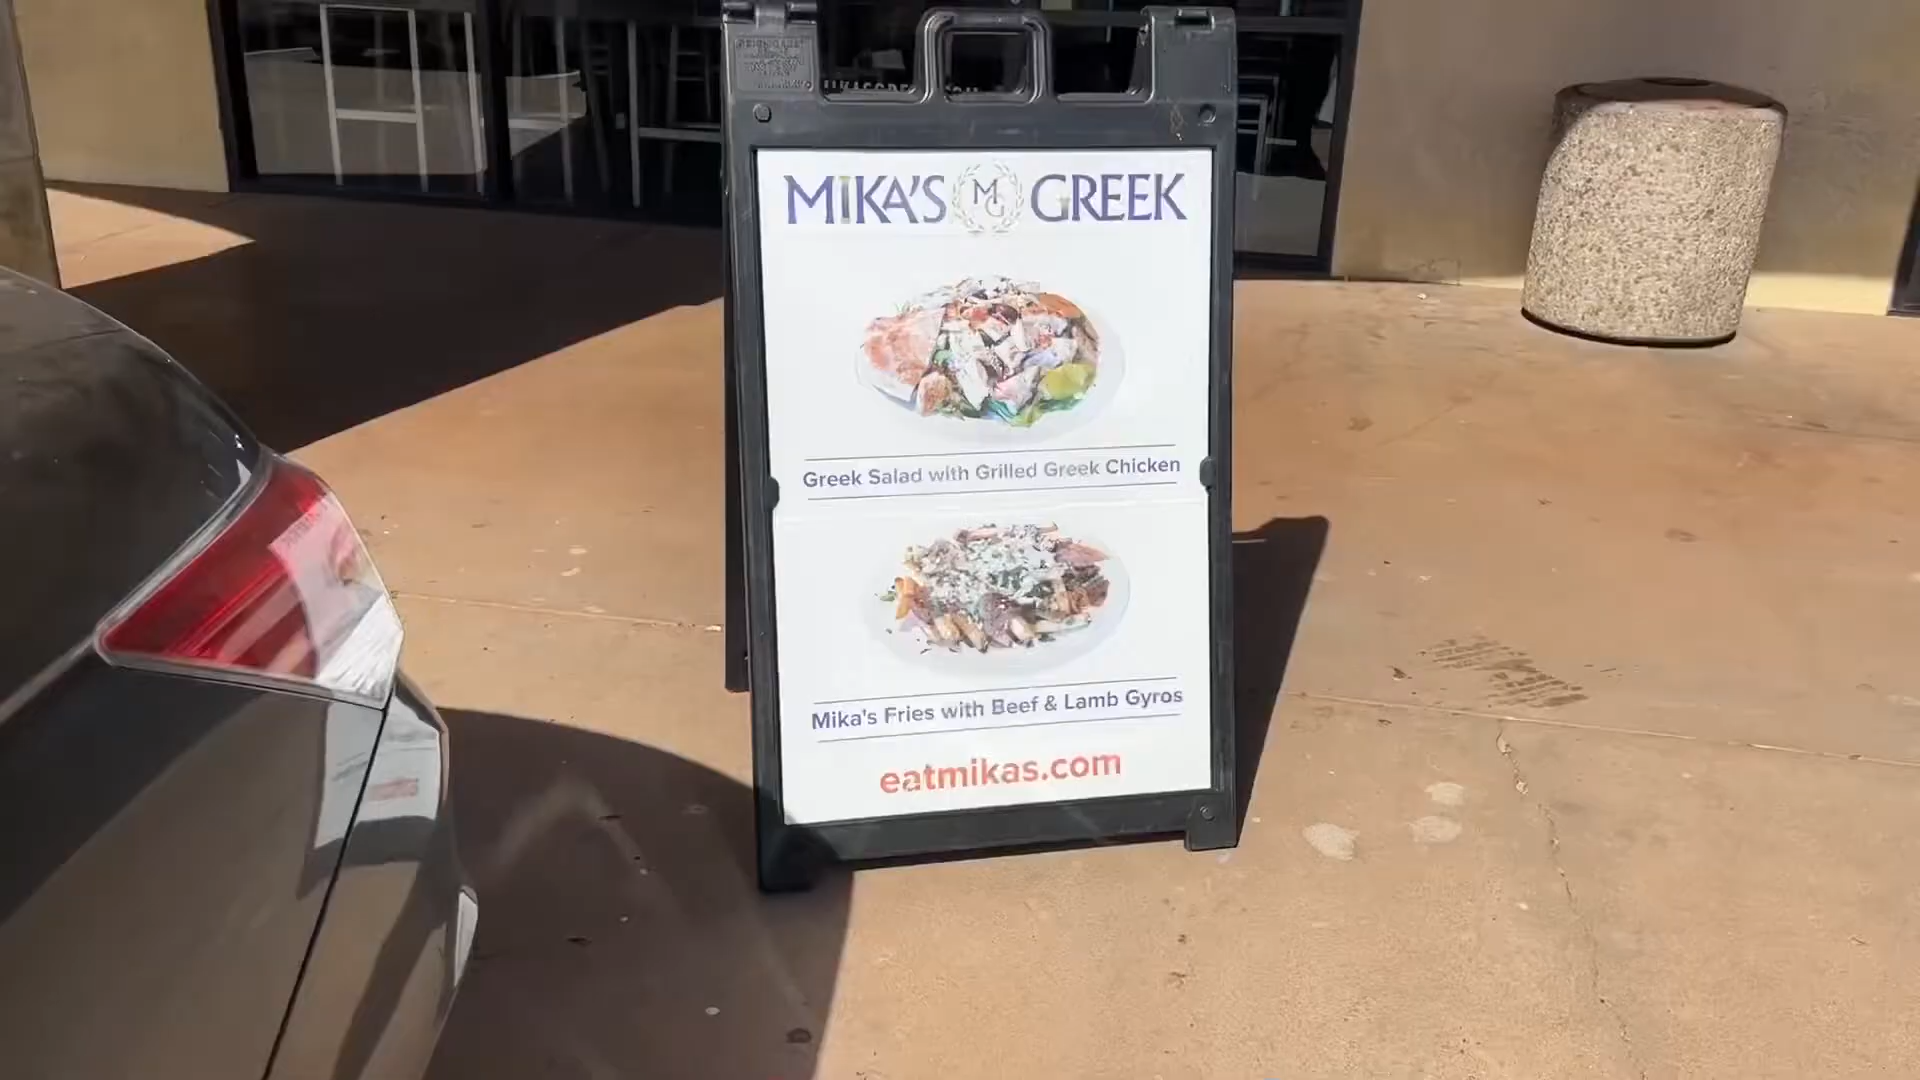 MIKA'S MG GREEK
Greek Salad with Grilled Greek Chicken
Mika's Fries with Beef & Lamb Gyros
eatmikas.com